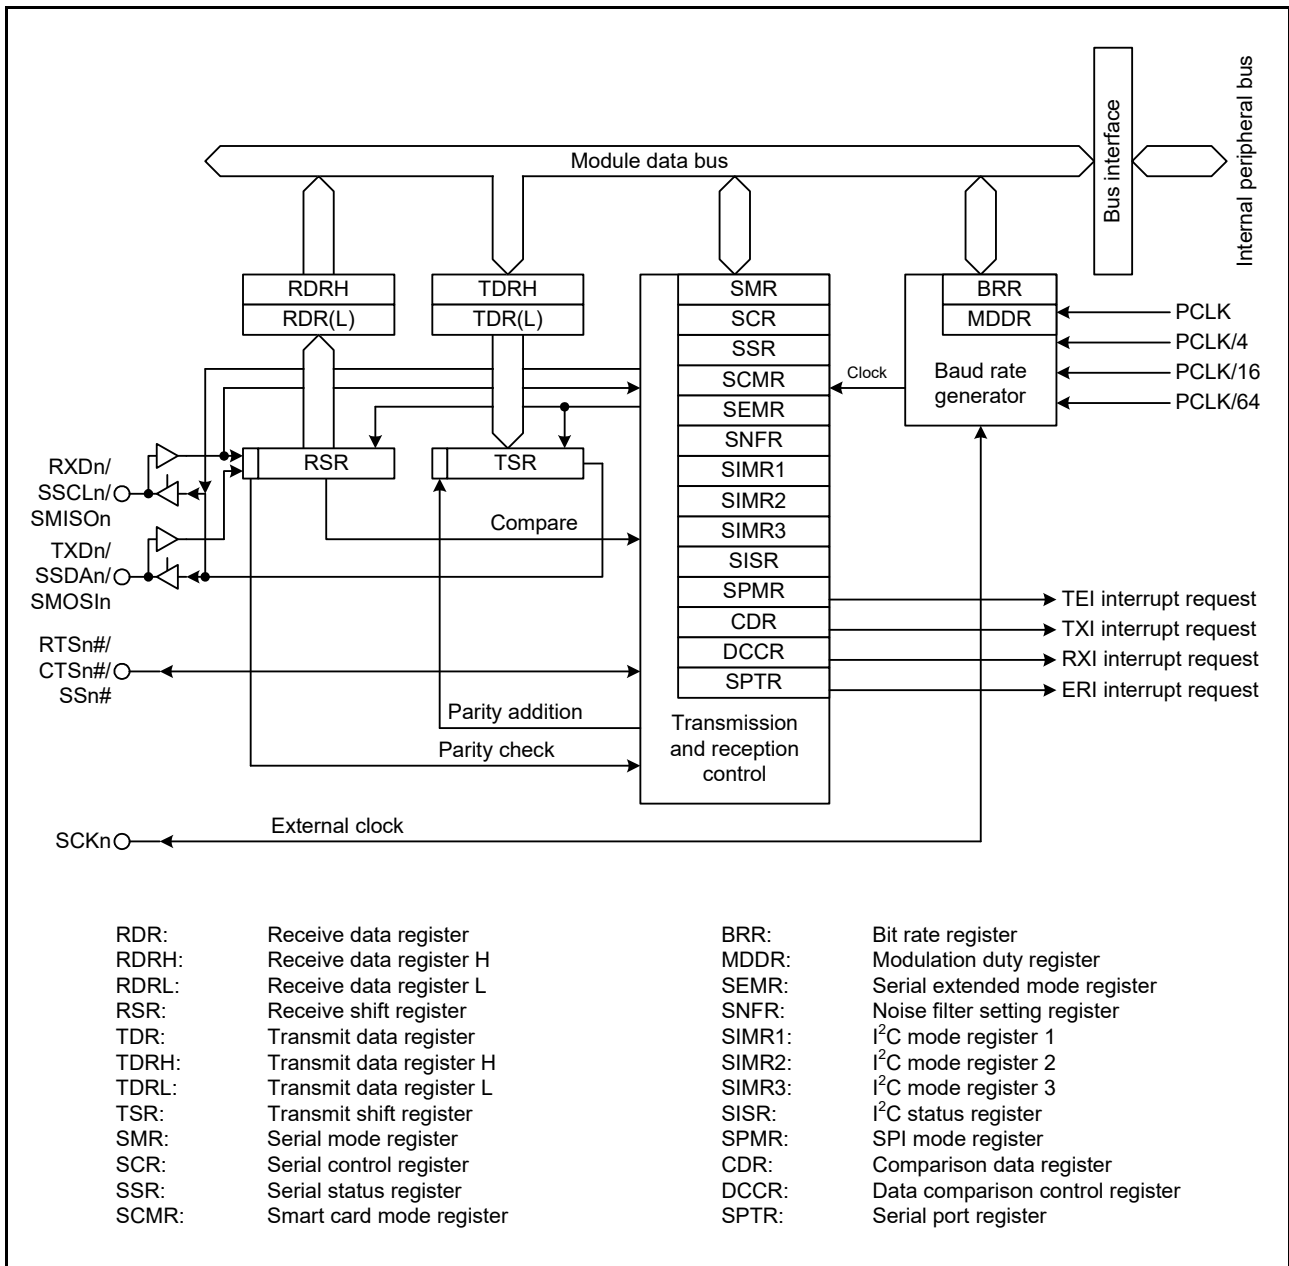 Module data bus
Bus interface
Internal peripheral bus
RDRH
RDR(L)
TDRH
TDR(L)
SMR
SCR
SSR
SCMR
SEMR
SNFR
SIMR1
SIMR2
SIMR3
SISR
SPMR
CDR
DCCR
SPTR
Transmission
and reception
control
BRR
MDDR
Baud rate
generator
Clock
PCLK
PCLK/4
PCLK/16
PCLK/64
RSR
TSR
RXDn/
SSCLn/
SMISOn
TXDn/
SSDAn/
SMOSIn
Compare
RTSn#/
CTSn#/
SSn#
Parity addition
Parity check
TEI interrupt request
TXI interrupt request
RXI interrupt request
ERI interrupt request
SCKn
External clock
RDR: Receive data register
RDRH: Receive data register H
RDRL: Receive data register L
RSR: Receive shift register
TDR: Transmit data register
TDRH: Transmit data register H
TDRL: Transmit data register L
TSR: Transmit shift register
SMR: Serial mode register
SCR: Serial control register
SSR: Serial status register
SCMR: Smart card mode register
BRR: Bit rate register
MDDR: Modulation duty register
SEMR: Serial extended mode register
SNFR: Noise filter setting register
SIMR1: I²C mode register 1
SIMR2: I²C mode register 2
SIMR3: I²C mode register 3
SISR: I²C status register
SPMR: SPI mode register
CDR: Comparison data register
DCCR: Data comparison control register
SPTR: Serial port register